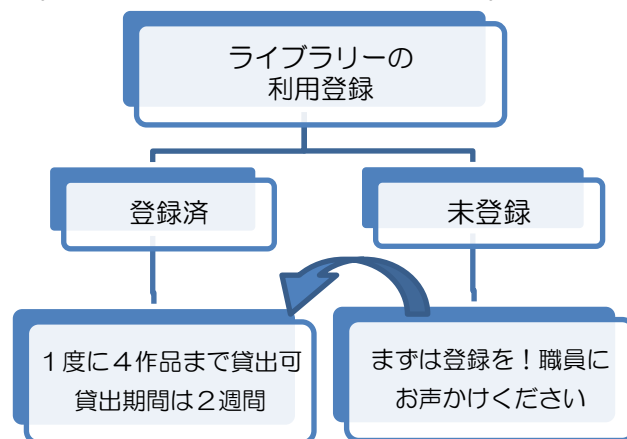 ライブラリーの
利用登録
登録済
未登録
１度に４作品まで貸出可
貸出期間は２週間
まずは登録を！職員に
お声かけください